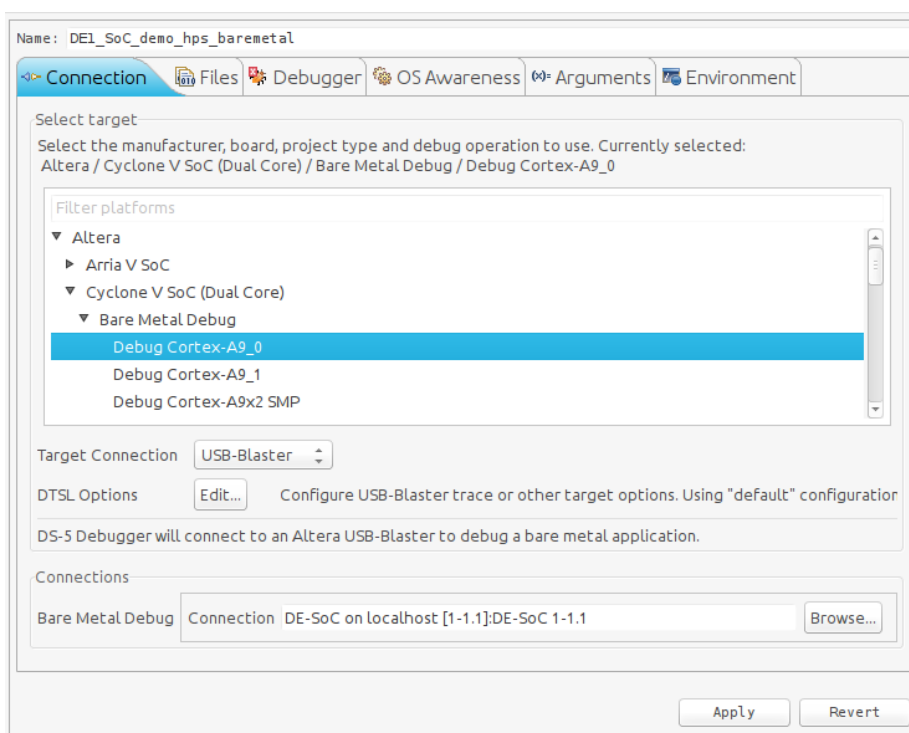 Name: DE1_SoC_demo_hps_baremetal
Connection Files Debugger OS Awareness Arguments Environment
Select target
Select the manufacturer, board, project type and debug operation to use. Currently selected:
Altera / Cyclone V SoC (Dual Core) / Bare Metal Debug / Debug Cortex-A9_0
Filter platforms
Altera
Arria V SoC
Cyclone V SoC (Dual Core)
Bare Metal Debug
Debug Cortex-A9_0
Debug Cortex-A9_1
Debug Cortex-A9x2 SMP
Target Connection USB-Blaster
DTSL Options Edit... Configure USB-Blaster trace or other target options. Using "default" configuration
DS-5 Debugger will connect to an Altera USB-Blaster to debug a bare metal application.
Connections
Bare Metal Debug Connection DE-SoC on localhost [1-1.1]:DE-SoC 1-1.1 Browse...
Apply Revert